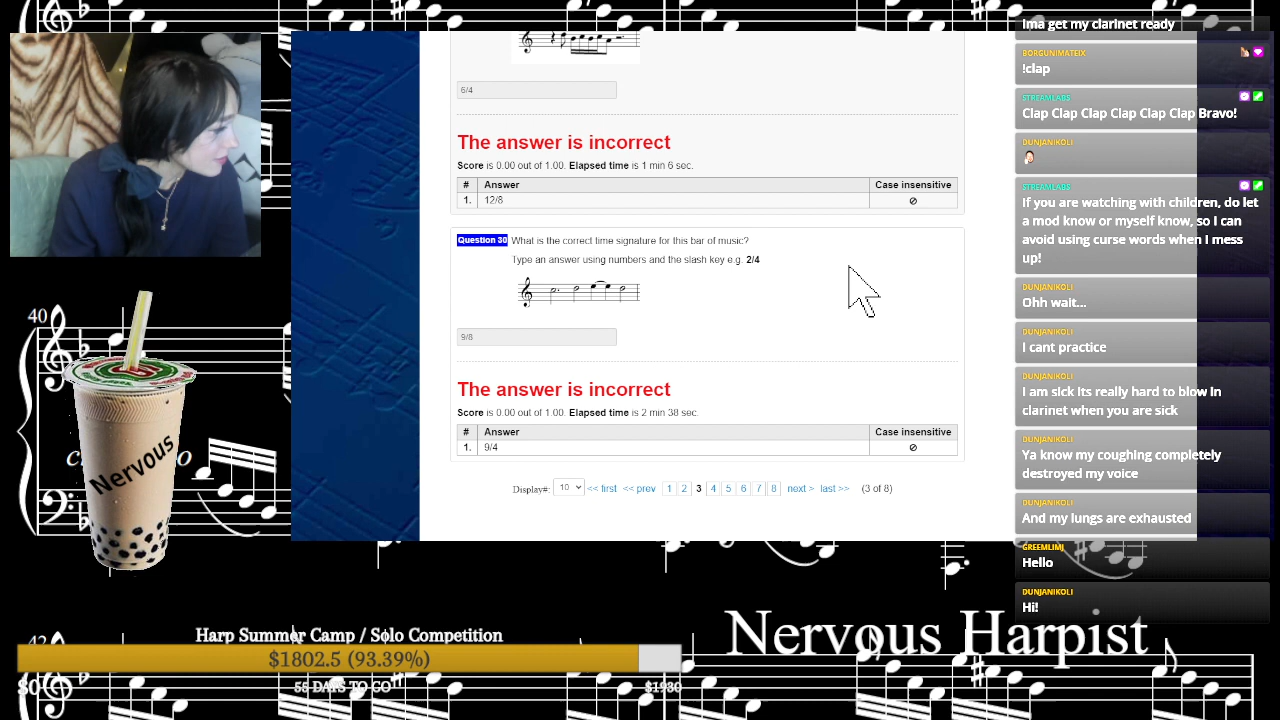 6/4
The answer is incorrect
Score is 0.00 out of 1.00. Elapsed time is 1 min 6 sec.
# Answer Case insensitive
1. 12/8
Question 30 What is the correct time signature for this bar of music?
Type an answer using numbers and the slash key e.g. 2/4
9/8
The answer is incorrect
Score is 0.00 out of 1.00. Elapsed time is 2 min 38 sec.
# Answer Case insensitive
1. 9/4
Display#: 10 << first << prev 1 2 3 4 5 6 7 8 next > last >> (3 of 8)
Ima get my clarinet ready
BORGUNIMATEIX
!clap
STREAMLABS
Clap Clap Clap Clap Clap Clap Bravo!
DUNJANIKOLI
STREAMLABS
If you are watching with children, do let
a mod know or myself know, so I can
avoid using curse words when I mess
up!
DUNJANIKOLI
Ohh wait...
DUNJANIKOLI
I cant practice
DUNJANIKOLI
I am sick its really hard to blow in
clarinet when you are sick
DUNJANIKOLI
Ya know my coughing completely
destroyed my voice
DUNJANIKOLI
And my lungs are exhausted
GREEMLIMJ
Hello
DUNJANIKOLI
Hi!
40
Nervous
42
Harp Summer Camp / Solo Competition
$1802.5 (93.39%)
$0
55 DAYS TO GO
$1930
Nervous Harpist